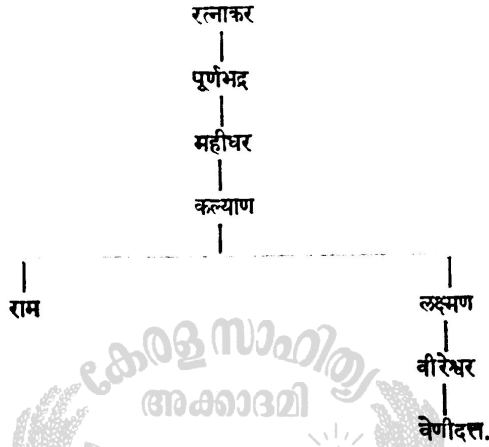 रत्नाकर
पूर्णभद्र
महीधर
कल्याण
राम
लक्ष्मण
वीरेश्वर
वेणीदत्त.
കേരള സാഹിത്യ
അക്കാദമി